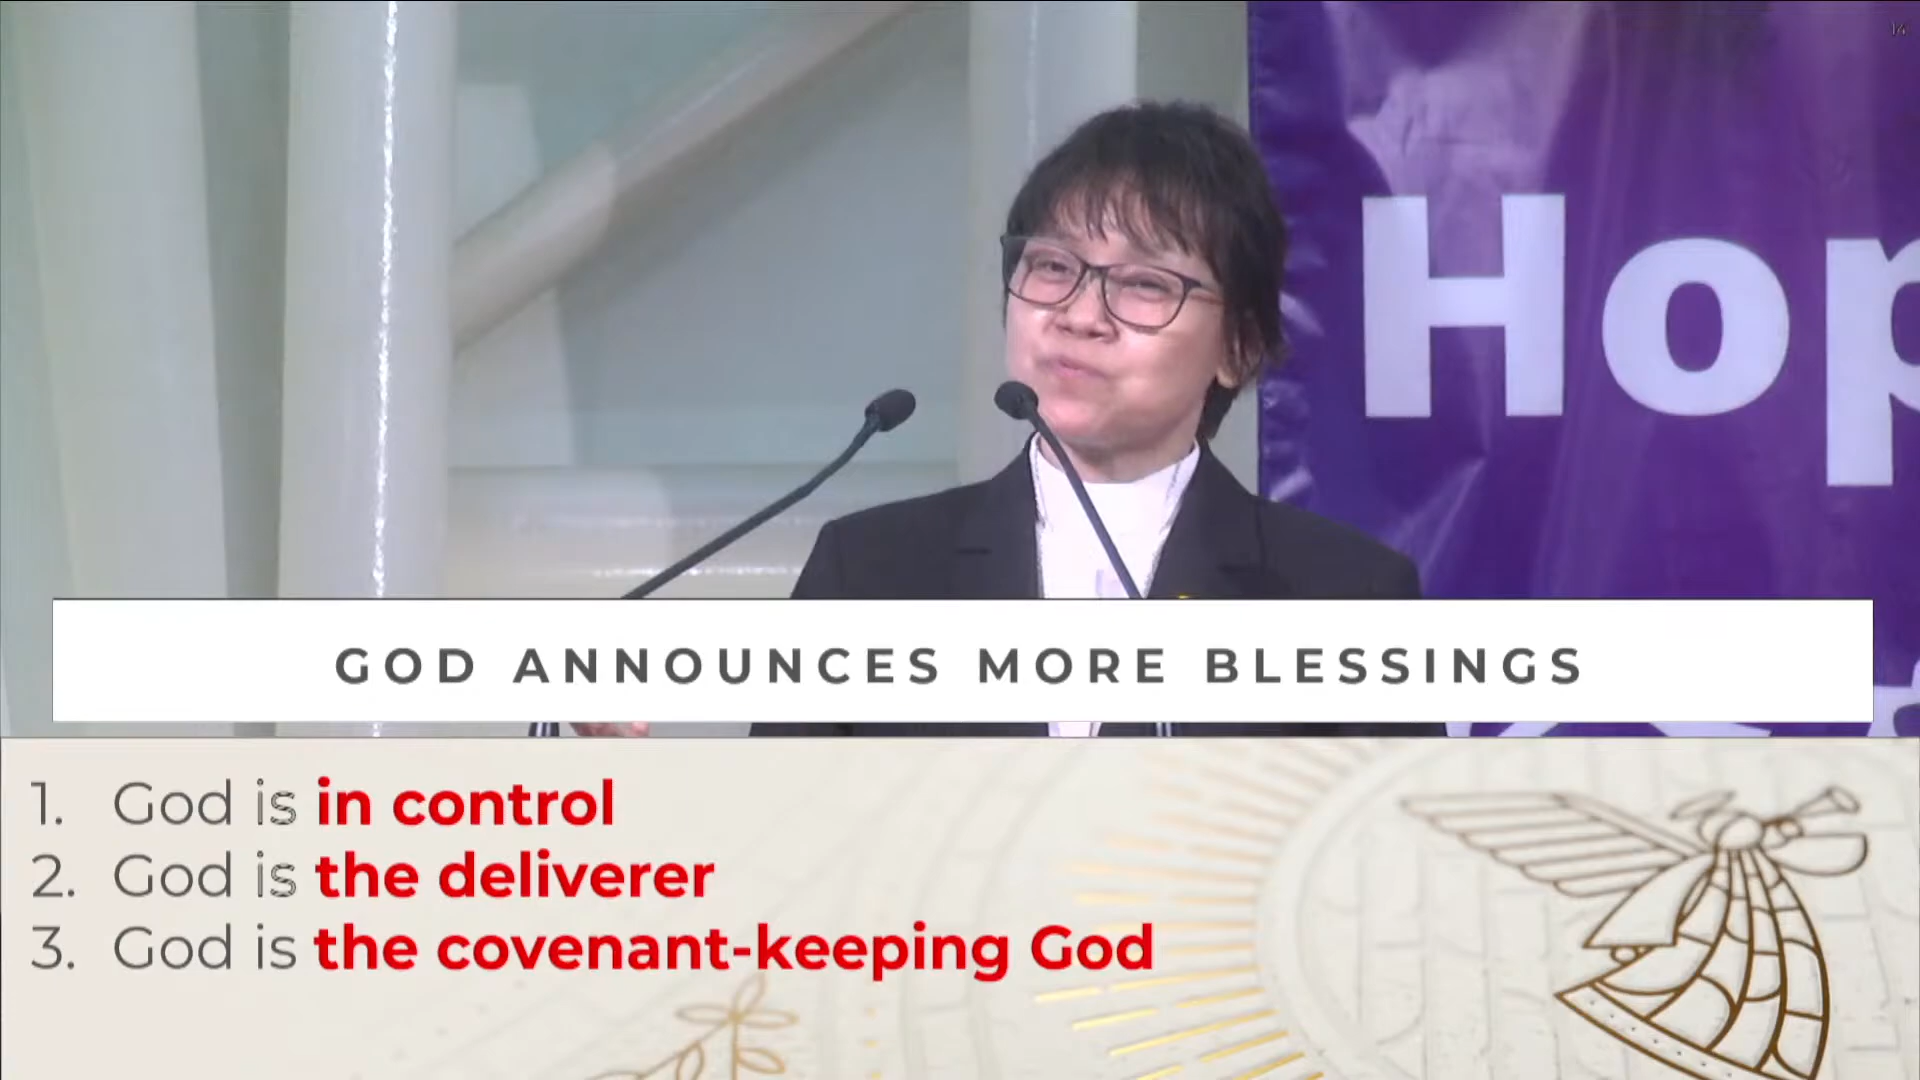 14
Hop
GOD ANNOUNCES MORE BLESSINGS
1. God is in control
2. God is the deliverer
3. God is the covenant-keeping God